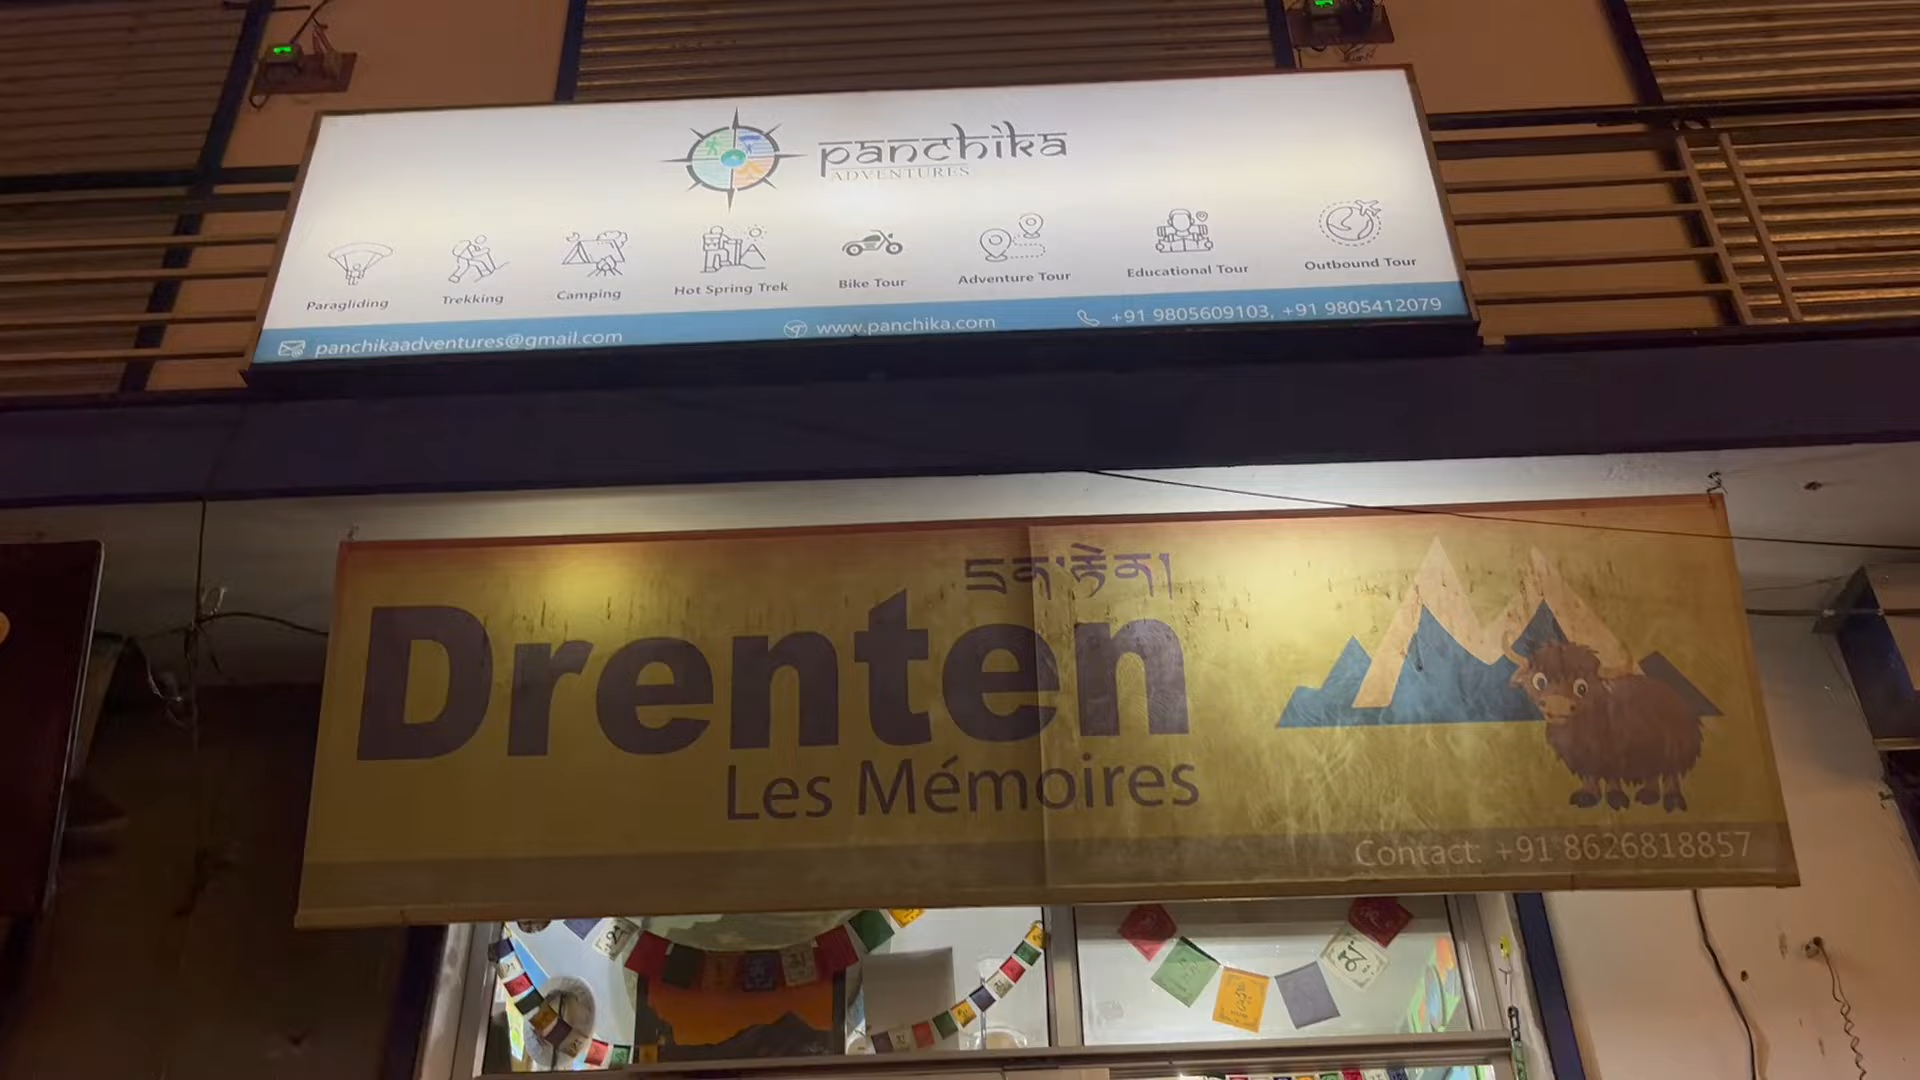 panchika
ADVENTURES
Paragliding
Trekking
Camping
Hot Spring Trek
Bike Tour
Adventure Tour
Educational Tour
Outbound Tour
panchikaadventures@gmail.com
www.panchika.com
+91 9805609103, +91 9805412079
དྲན་རྟེན།
Drenten
Les Mémoires
Contact: +91 8626818857